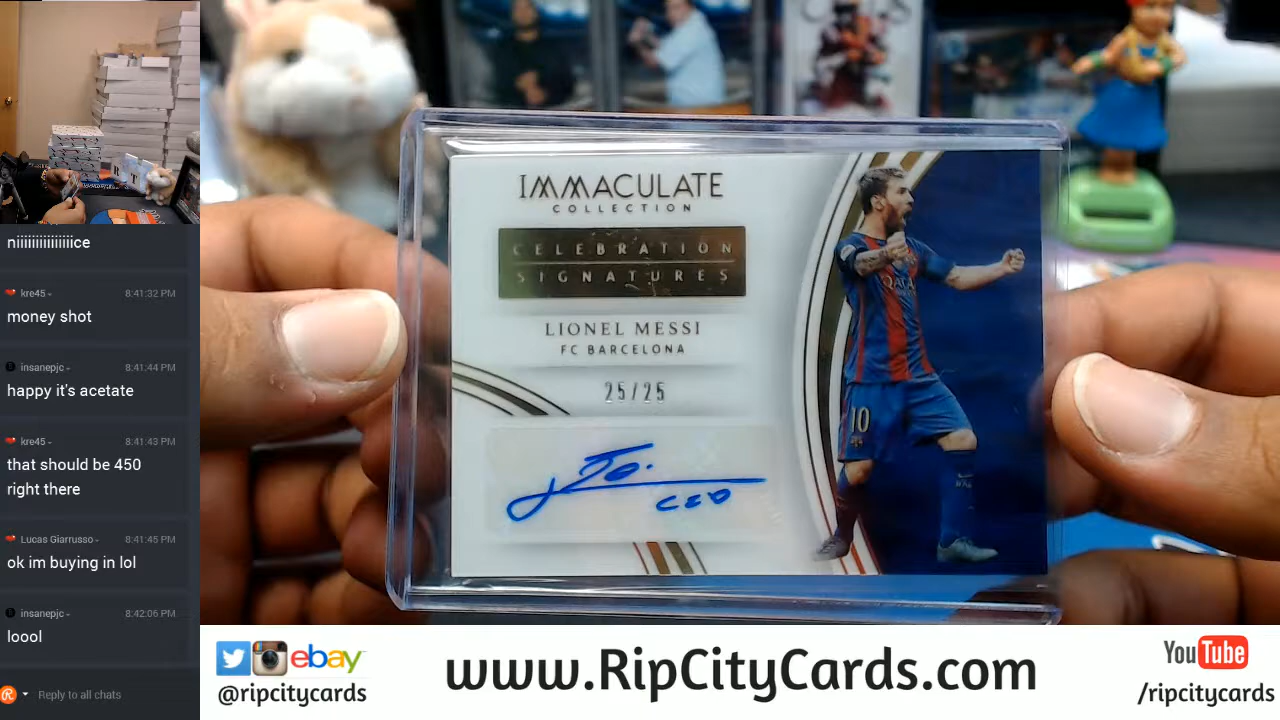 niiiiiiiiiiiiiiice
kre45
8:41:32 PM
money shot
insanepjc
8:41:44 PM
happy it's acetate
kre45
8:41:43 PM
that should be 450
right there
Lucas Giarrusso
8:41:45 PM
ok im buying in lol
insanepjc
8:42:06 PM
loool
Reply to all chats
IMMACULATE
COLLECTION
CELEBRATION
SIGNATURES
LIONEL MESSI
FC BARCELONA
25/25
QATAR
10
ebay
@ripcitycards
www.RipCityCards.com
YouTube
/ripcitycards